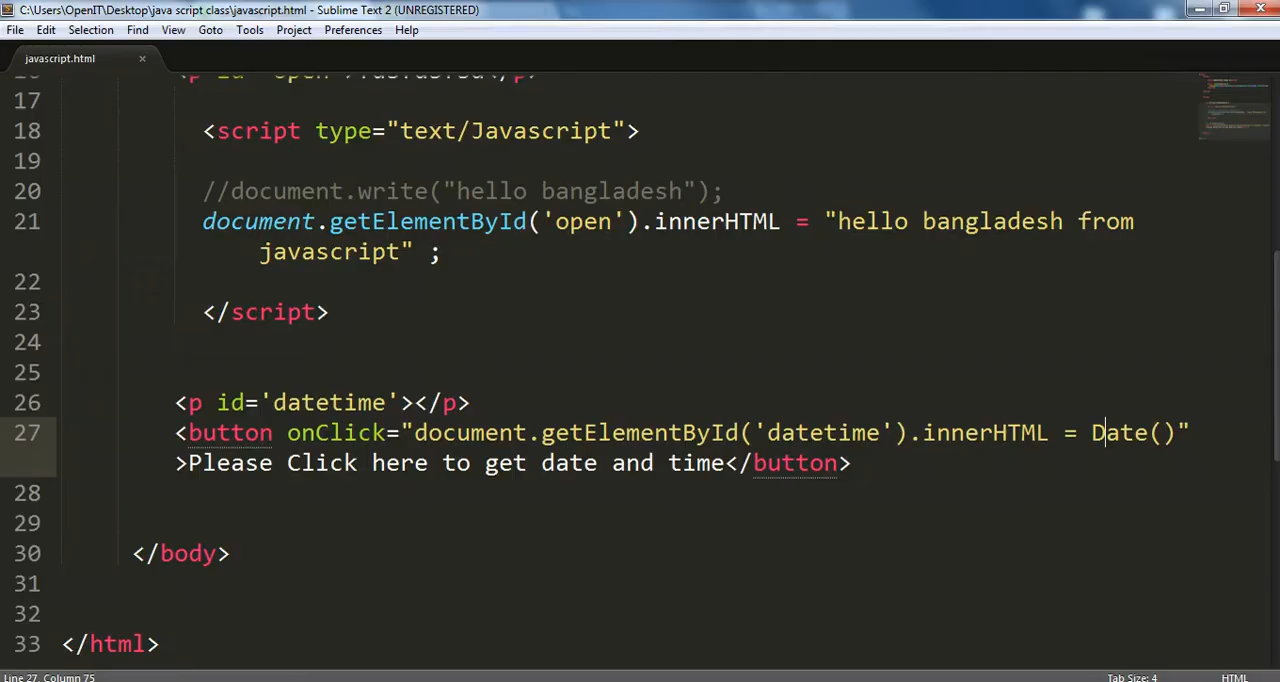 C:\Users\OpenIT\Desktop\java script class\javascript.html - Sublime Text 2 (UNREGISTERED)
File Edit Selection Find View Goto Tools Project Preferences Help
javascript.html ×
17
18 <script type="text/Javascript">
19
20 //document.write("hello bangladesh");
21 document.getElementById('open').innerHTML = "hello bangladesh from
javascript" ;
22
23 </script>
24
25
26 <p id='datetime'></p>
27 <button onClick="document.getElementById('datetime').innerHTML = Date()"
>Please Click here to get date and time</button>
28
29
30 </body>
31
32
33 </html>
Line 27, Column 75 Tab Size: 4 HTML